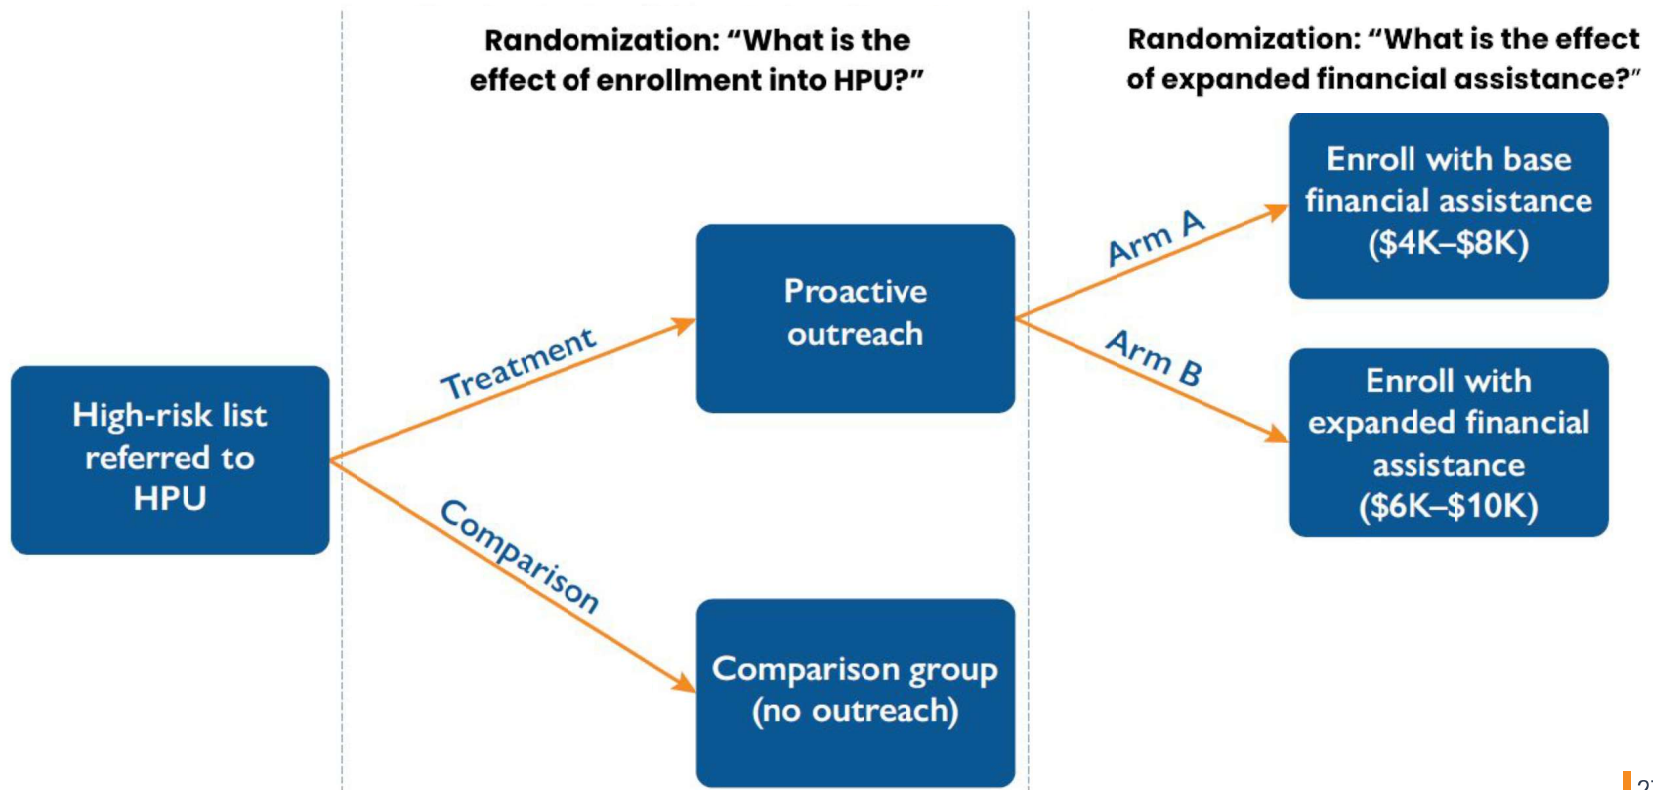 Randomization: “What is the
effect of enrollment into HPU?”
Randomization: “What is the effect
of expanded financial assistance?”
High-risk list
referred to
HPU
Treatment
Comparison
Proactive
outreach
Comparison group
(no outreach)
Arm A
Arm B
Enroll with base
financial assistance
($4K–$8K)
Enroll with
expanded financial
assistance
($6K–$10K)